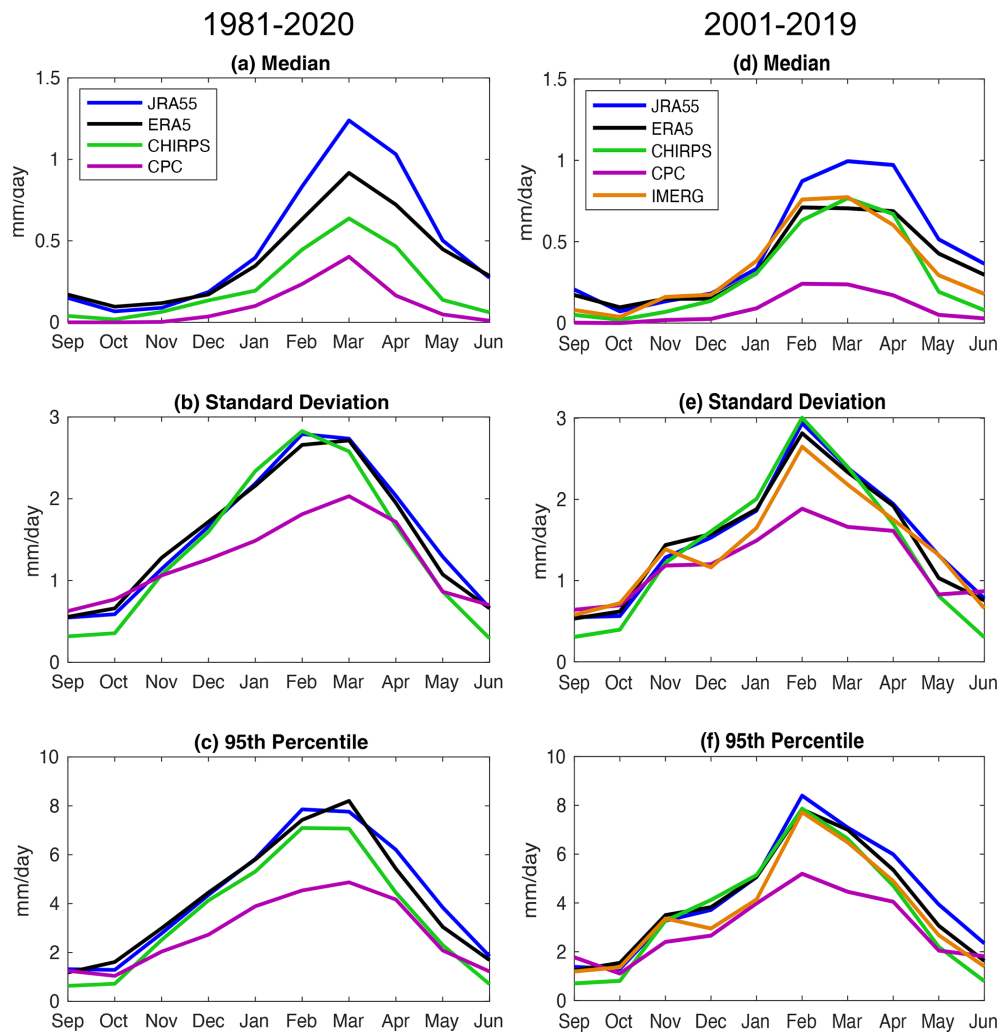 1981-2020
(a) Median
1.5
1
0.5
0
mm/day
JRA55
ERA5
CHIRPS
CPC
Sep Oct Nov Dec Jan Feb Mar Apr May Jun
(b) Standard Deviation
3
2
1
0
mm/day
Sep Oct Nov Dec Jan Feb Mar Apr May Jun
(c) 95th Percentile
10
8
6
4
2
0
mm/day
Sep Oct Nov Dec Jan Feb Mar Apr May Jun
2001-2019
(d) Median
1.5
1
0.5
0
mm/day
JRA55
ERA5
CHIRPS
CPC
IMERG
Sep Oct Nov Dec Jan Feb Mar Apr May Jun
(e) Standard Deviation
3
2
1
0
mm/day
Sep Oct Nov Dec Jan Feb Mar Apr May Jun
(f) 95th Percentile
10
8
6
4
2
0
mm/day
Sep Oct Nov Dec Jan Feb Mar Apr May Jun